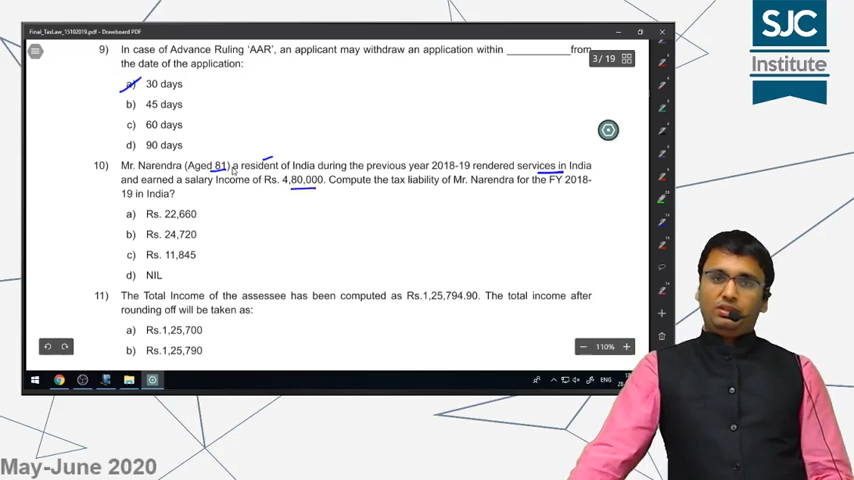 Final_TaxLaw_15102019.pdf - Drawboard PDF
SJC
Institute
3/ 19
9) In case of Advance Ruling ‘AAR’, an applicant may withdraw an application within ____________from
the date of the application:
a) 30 days
b) 45 days
c) 60 days
d) 90 days
10) Mr. Narendra (Aged 81) a resident of India during the previous year 2018-19 rendered services in India
and earned a salary Income of Rs. 4,80,000. Compute the tax liability of Mr. Narendra for the FY 2018-
19 in India?
a) Rs. 22,660
b) Rs. 24,720
c) Rs. 11,845
d) NIL
11) The Total Income of the assessee has been computed as Rs.1,25,794.90. The total income after
rounding off will be taken as:
a) Rs.1,25,700
b) Rs.1,25,790
110%
ENG
May-June 2020